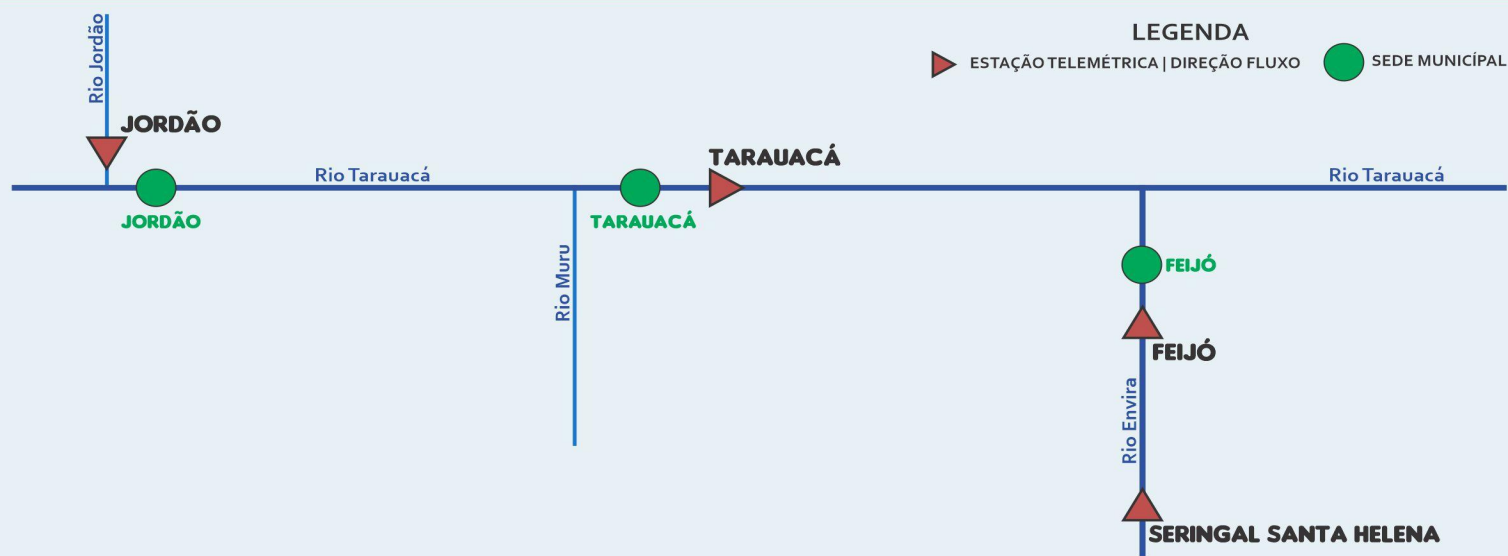 LEGENDA
ESTAÇÃO TELEMÉTRICA | DIREÇÃO FLUXO
SEDE MUNICÍPAL
Rio Jordão
JORDÃO
JORDÃO
Rio Tarauacá
TARAUACÁ
TARAUACÁ
Rio Muru
Rio Tarauacá
FEIJÓ
FEIJÓ
Rio Envira
SERINGAL SANTA HELENA